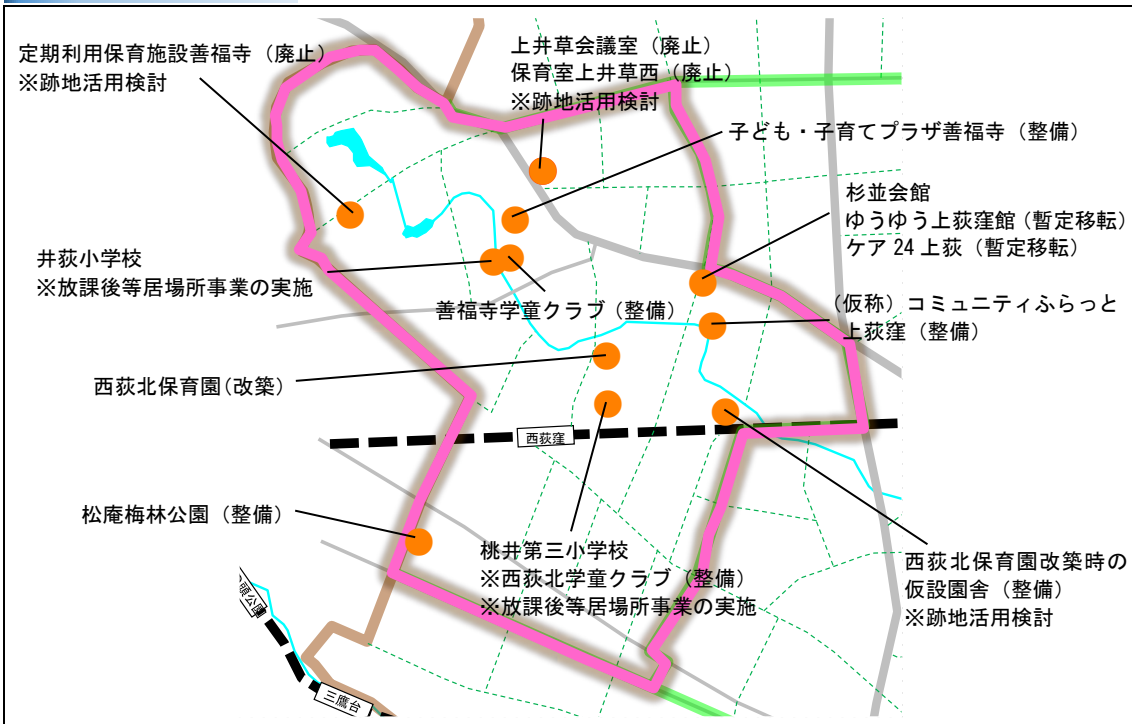 定期利用保育施設善福寺（廃止）
※跡地活用検討
上井草会議室（廃止）
保育室上井草西（廃止）
※跡地活用検討
子ども・子育てプラザ善福寺（整備）
杉並会館
ゆうゆう上荻窪館（暫定移転）
ケア24上荻（暫定移転）
井荻小学校
※放課後等居場所事業の実施
善福寺学童クラブ（整備）
（仮称）コミュニティふらっと
上荻窪（整備）
西荻北保育園（改築）
西荻窪
松庵梅林公園（整備）
桃井第三小学校
※西荻北学童クラブ（整備）
※放課後等居場所事業の実施
西荻北保育園改築時の
仮設園舎（整備）
※跡地活用検討
頭公園
三鷹台